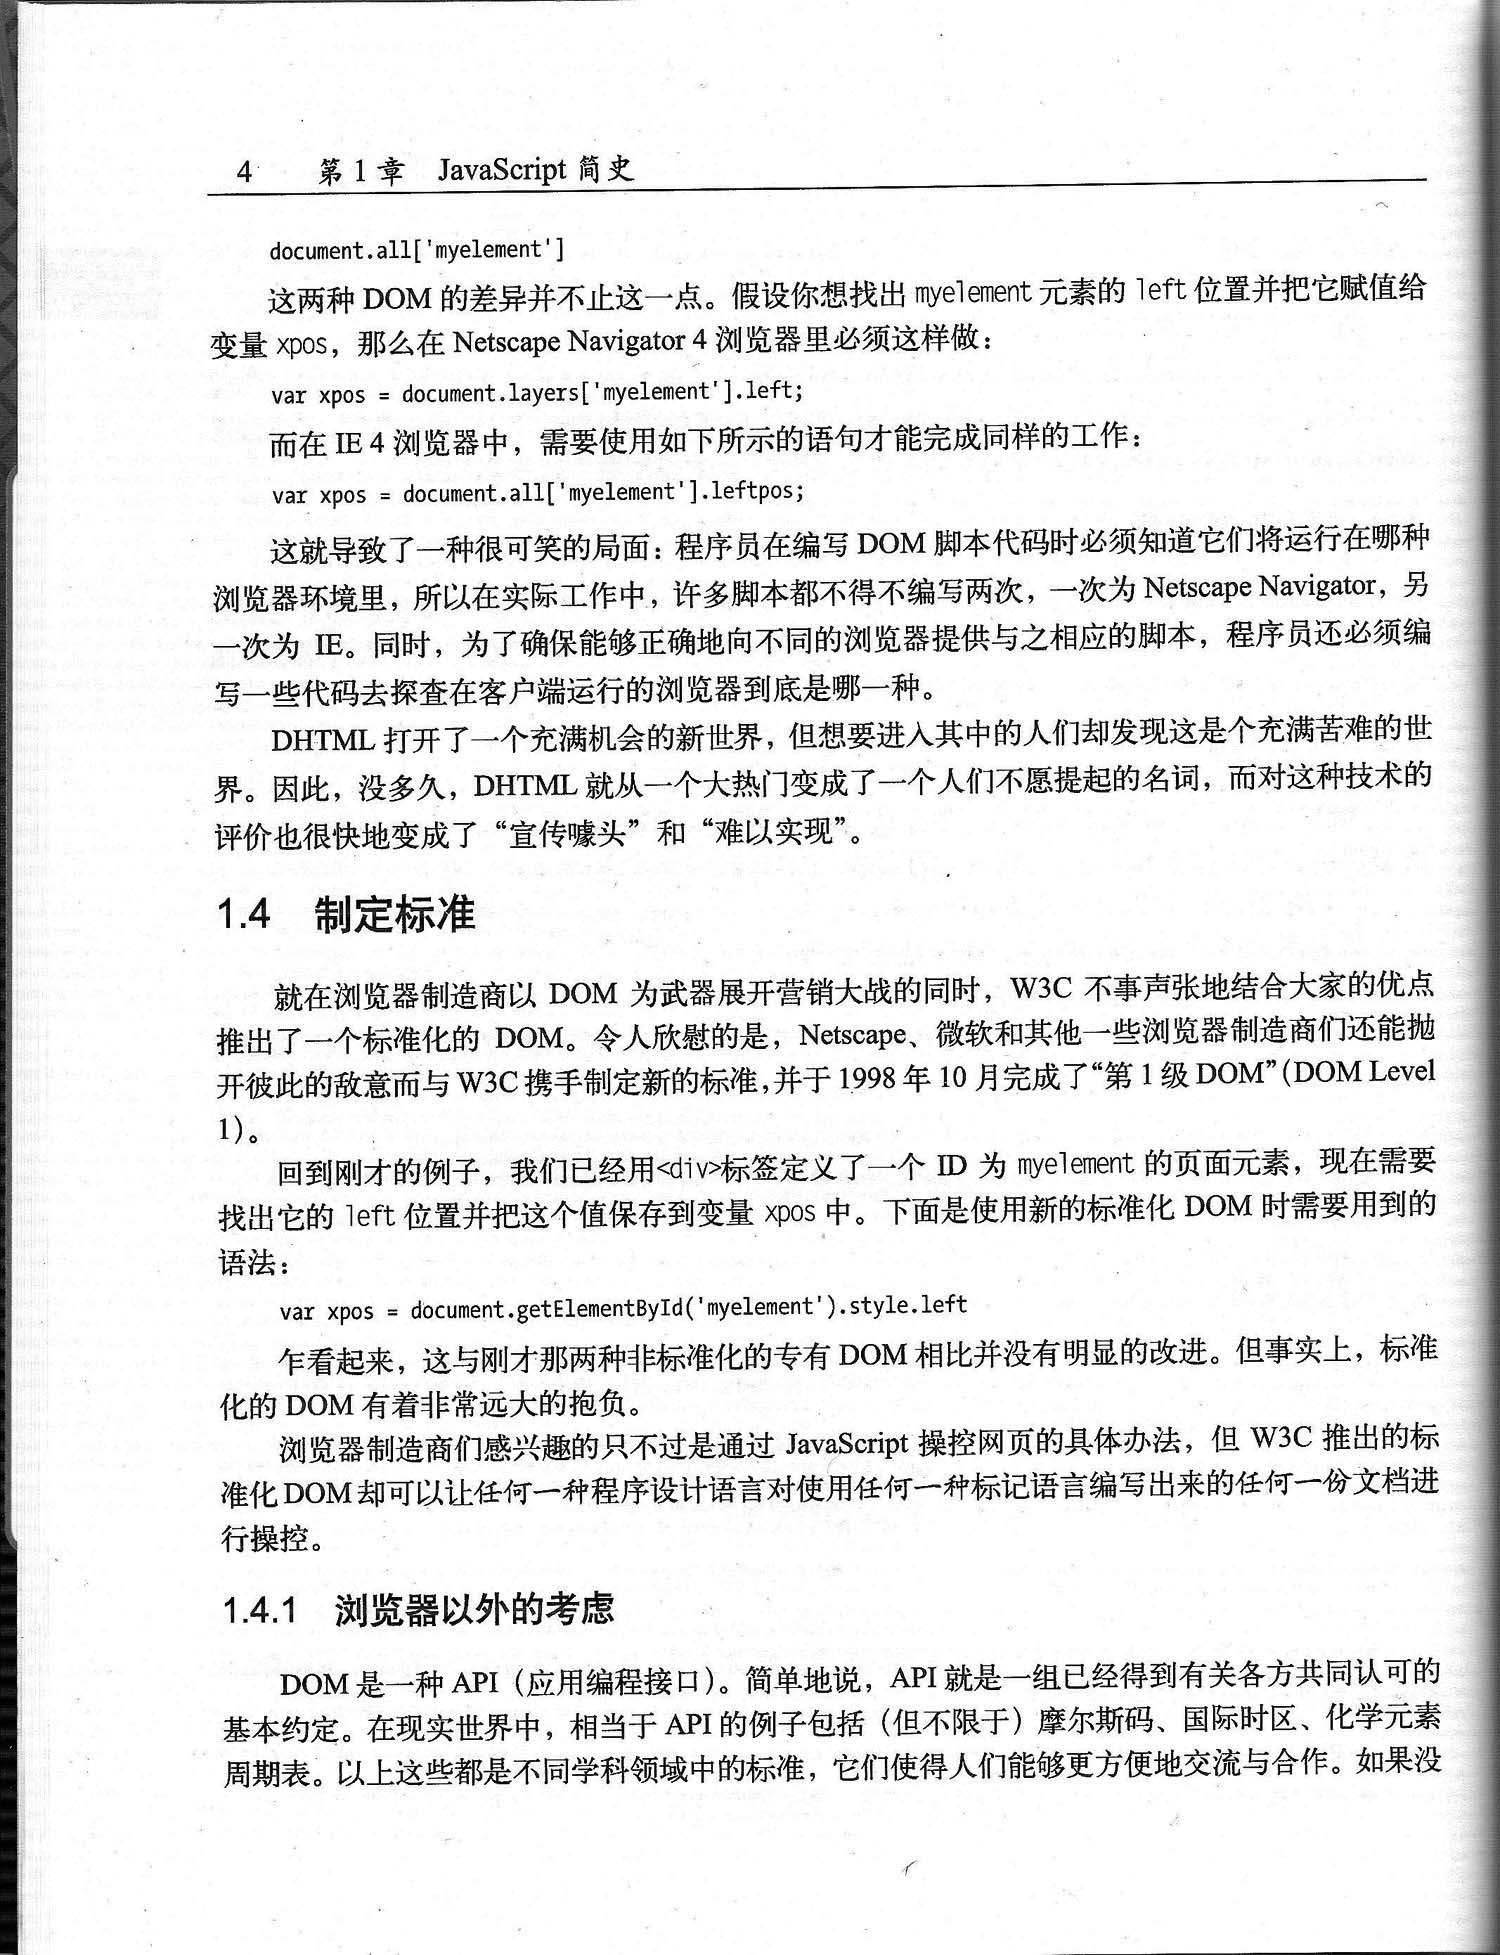 4 第 1 章 JavaScript 简史
document.all['myelement']
这两种 DOM 的差异并不止这一点。假设你想找出 myelement 元素的 left 位置并把它赋值给
变量 xpos，那么在 Netscape Navigator 4 浏览器里必须这样做：
var xpos = document.layers['myelement'].left;
而在 IE 4 浏览器中，需要使用如下所示的语句才能完成同样的工作：
var xpos = document.all['myelement'].leftpos;
这就导致了一种很可笑的局面：程序员在编写 DOM 脚本代码时必须知道它们将运行在哪种
浏览器环境里，所以在实际工作中，许多脚本都不得不编写两次，一次为 Netscape Navigator，另
一次为 IE。同时，为了确保能够正确地向不同的浏览器提供与之相应的脚本，程序员还必须编
写一些代码去探查在客户端运行的浏览器到底是哪一种。
DHTML 打开了一个充满机会的新世界，但想要进入其中的人们却发现这是个充满苦难的世
界。因此，没多久，DHTML 就从一个大热门变成了一个人们不愿提起的名词，而对这种技术的
评价也很快地变成了“宣传噱头”和“难以实现”。
1.4 制定标准
就在浏览器制造商以 DOM 为武器展开营销大战的同时，W3C 不事声张地结合大家的优点
推出了一个标准化的 DOM。令人欣慰的是，Netscape、微软和其他一些浏览器制造商们还能抛
开彼此的敌意而与 W3C 携手制定新的标准，并于 1998 年 10 月完成了“第 1 级 DOM”（DOM Level
1）。
回到刚才的例子，我们已经用<div>标签定义了一个 ID 为 myelement 的页面元素，现在需要
找出它的 left 位置并把这个值保存到变量 xpos 中。下面是使用新的标准化 DOM 时需要用到的
语法：
var xpos = document.getElementById('myelement').style.left
乍看起来，这与刚才那两种非标准化的专有 DOM 相比并没有明显的改进。但事实上，标准
化的 DOM 有着非常远大的抱负。
浏览器制造商们感兴趣的只不过是通过 JavaScript 操控网页的具体办法，但 W3C 推出的标
准化 DOM 却可以让任何一种程序设计语言对使用任何一种标记语言编写出来的任何一份文档进
行操控。
1.4.1 浏览器以外的考虑
DOM 是一种 API（应用编程接口）。简单地说，API 就是一组已经得到有关各方共同认可的
基本约定。在现实世界中，相当于 API 的例子包括（但不限于）摩尔斯码、国际时区、化学元素
周期表。以上这些都是不同学科领域中的标准，它们使得人们能够更方便地交流与合作。如果没